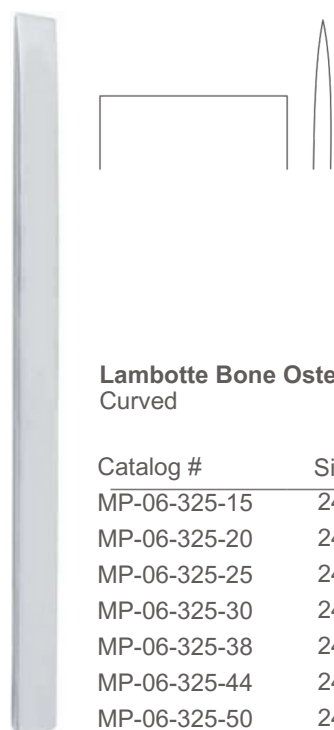 Lambotte Bone Oste
Curved
Catalog # Si
MP-06-325-15 24
MP-06-325-20 24
MP-06-325-25 24
MP-06-325-30 24
MP-06-325-38 24
MP-06-325-44 24
MP-06-325-50 24